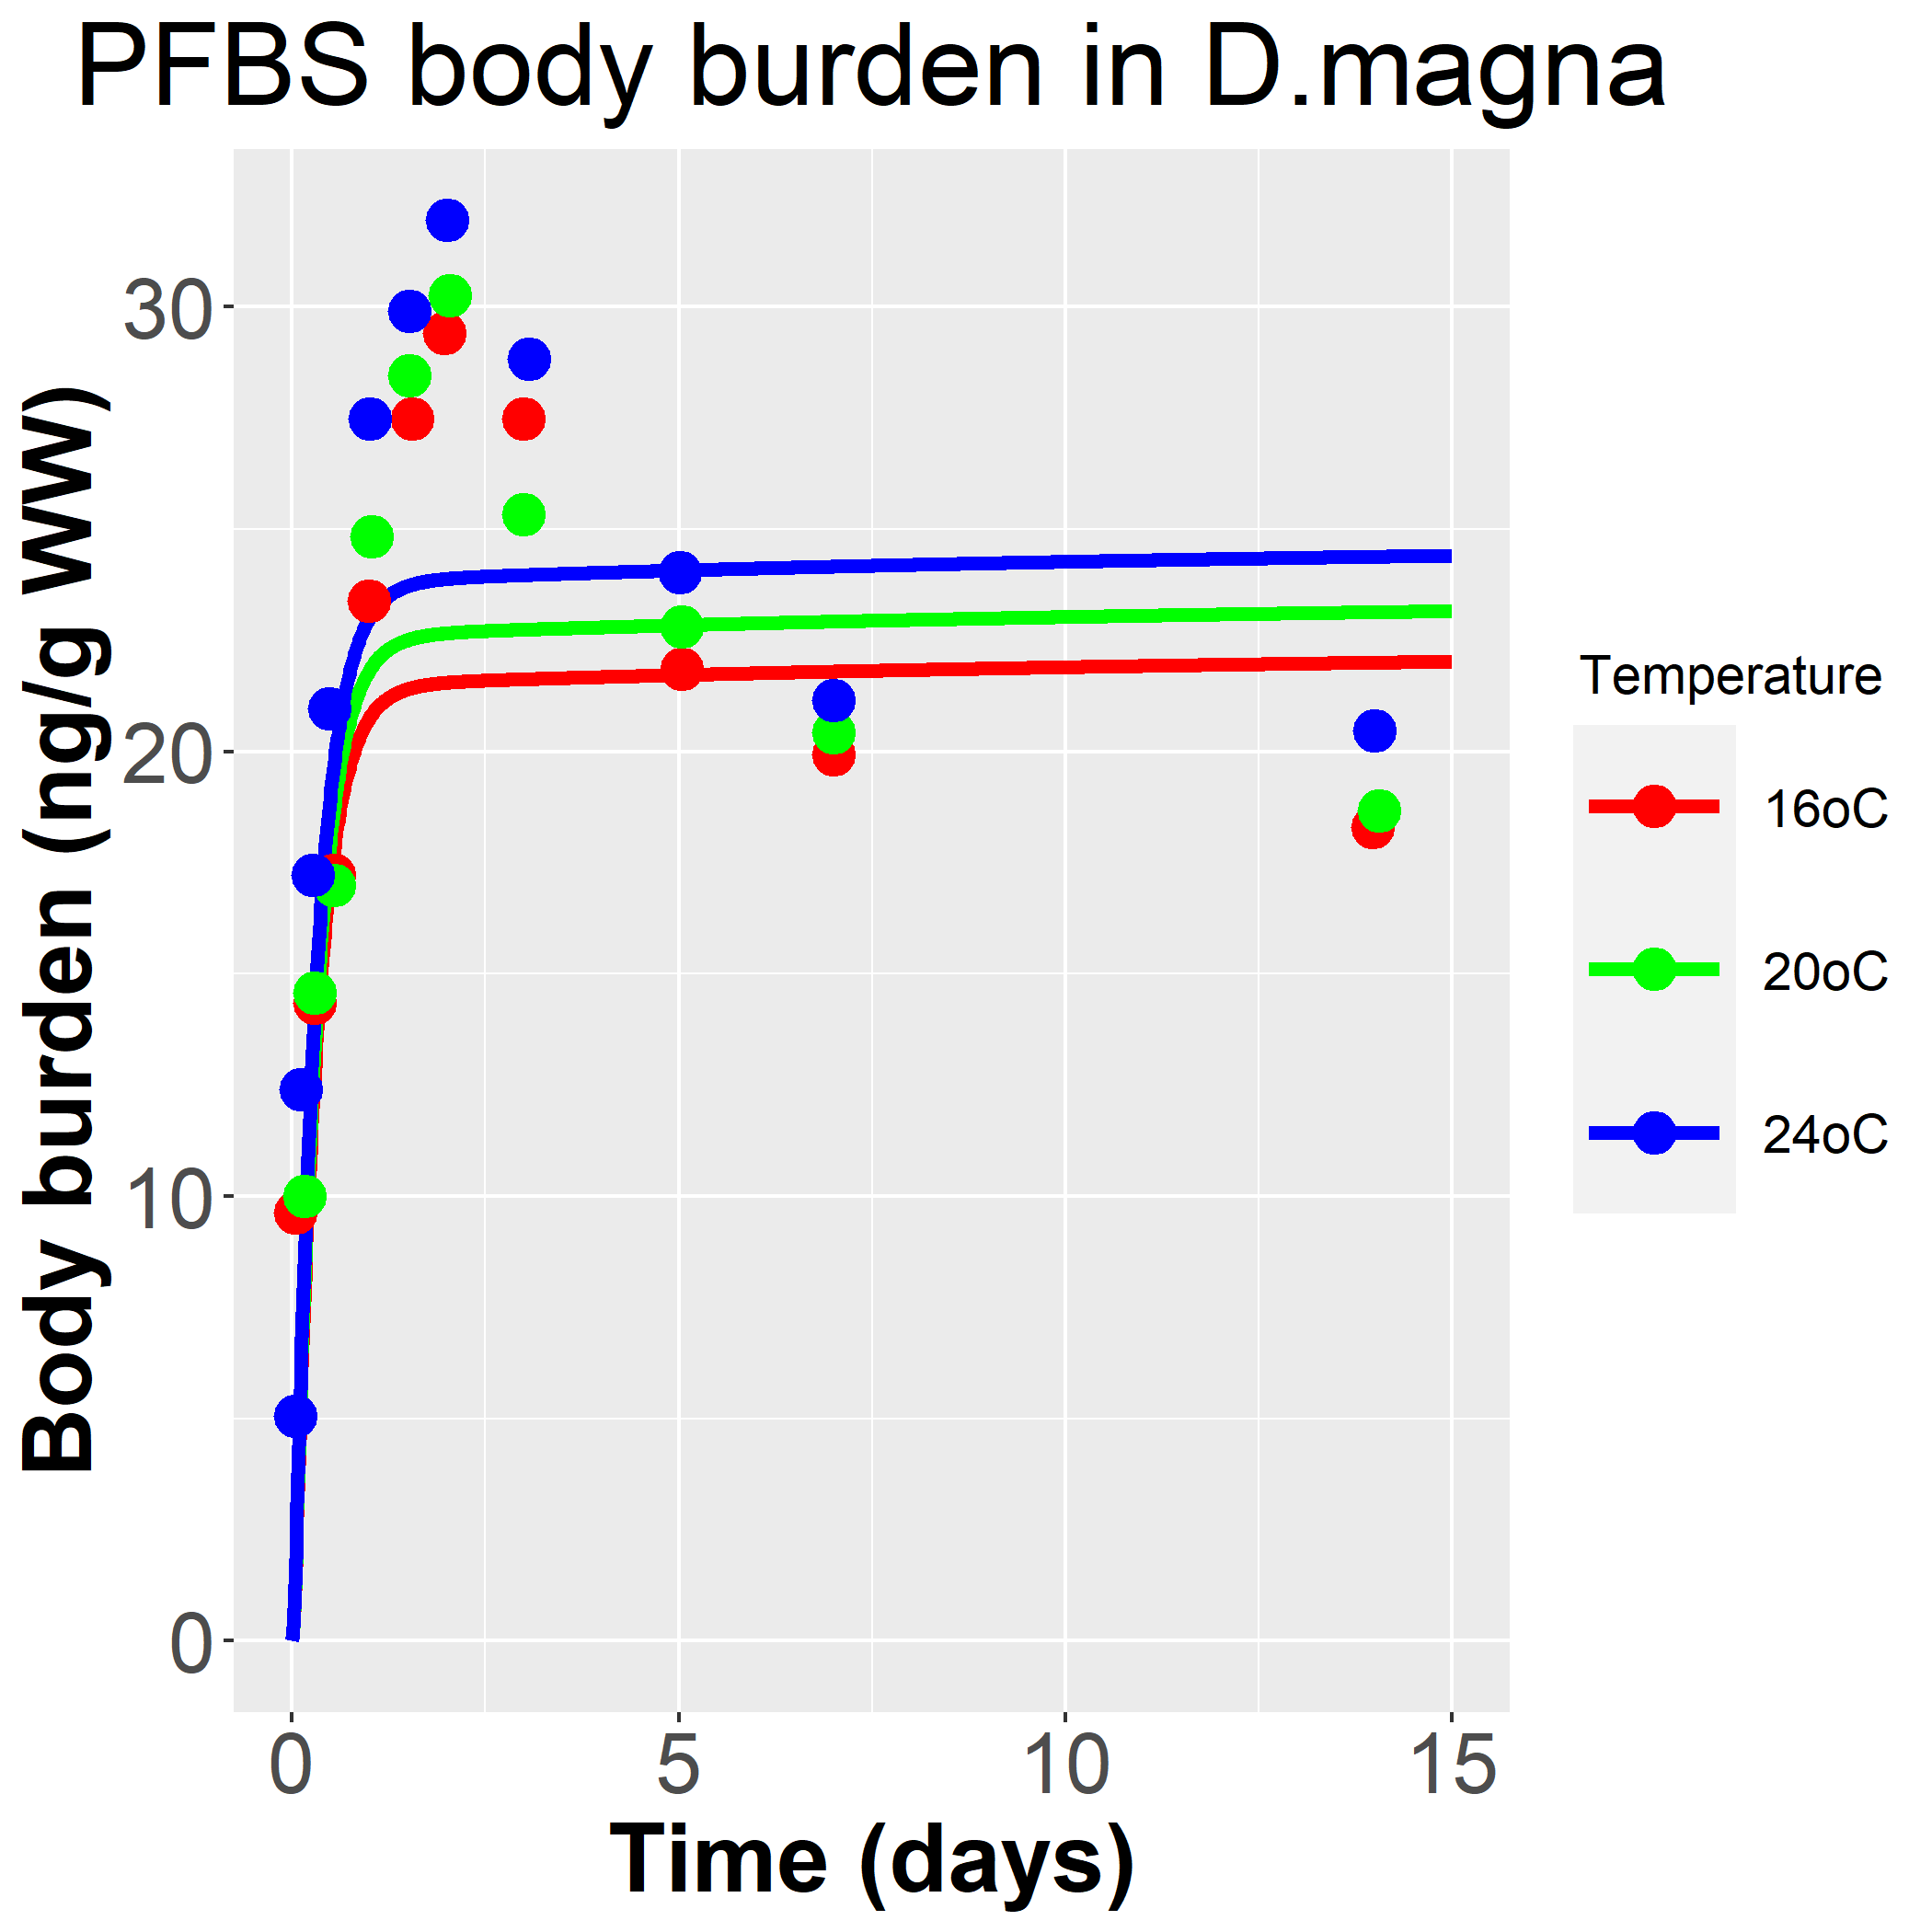 PFBS body burden in D.magna
Body burden (ng/g WW)
30
20
10
0
0 5 10 15
Time (days)
Temperature
16oC
20oC
24oC